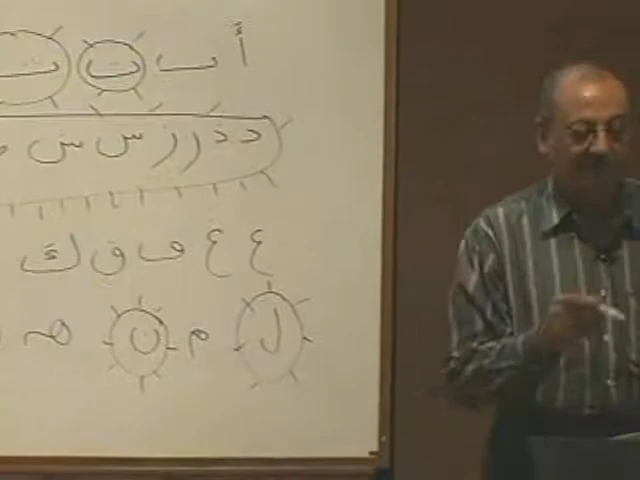 أ ب ت ث
د ذ ر ز س ش
ع غ ف ق ك
ل م ن هـ